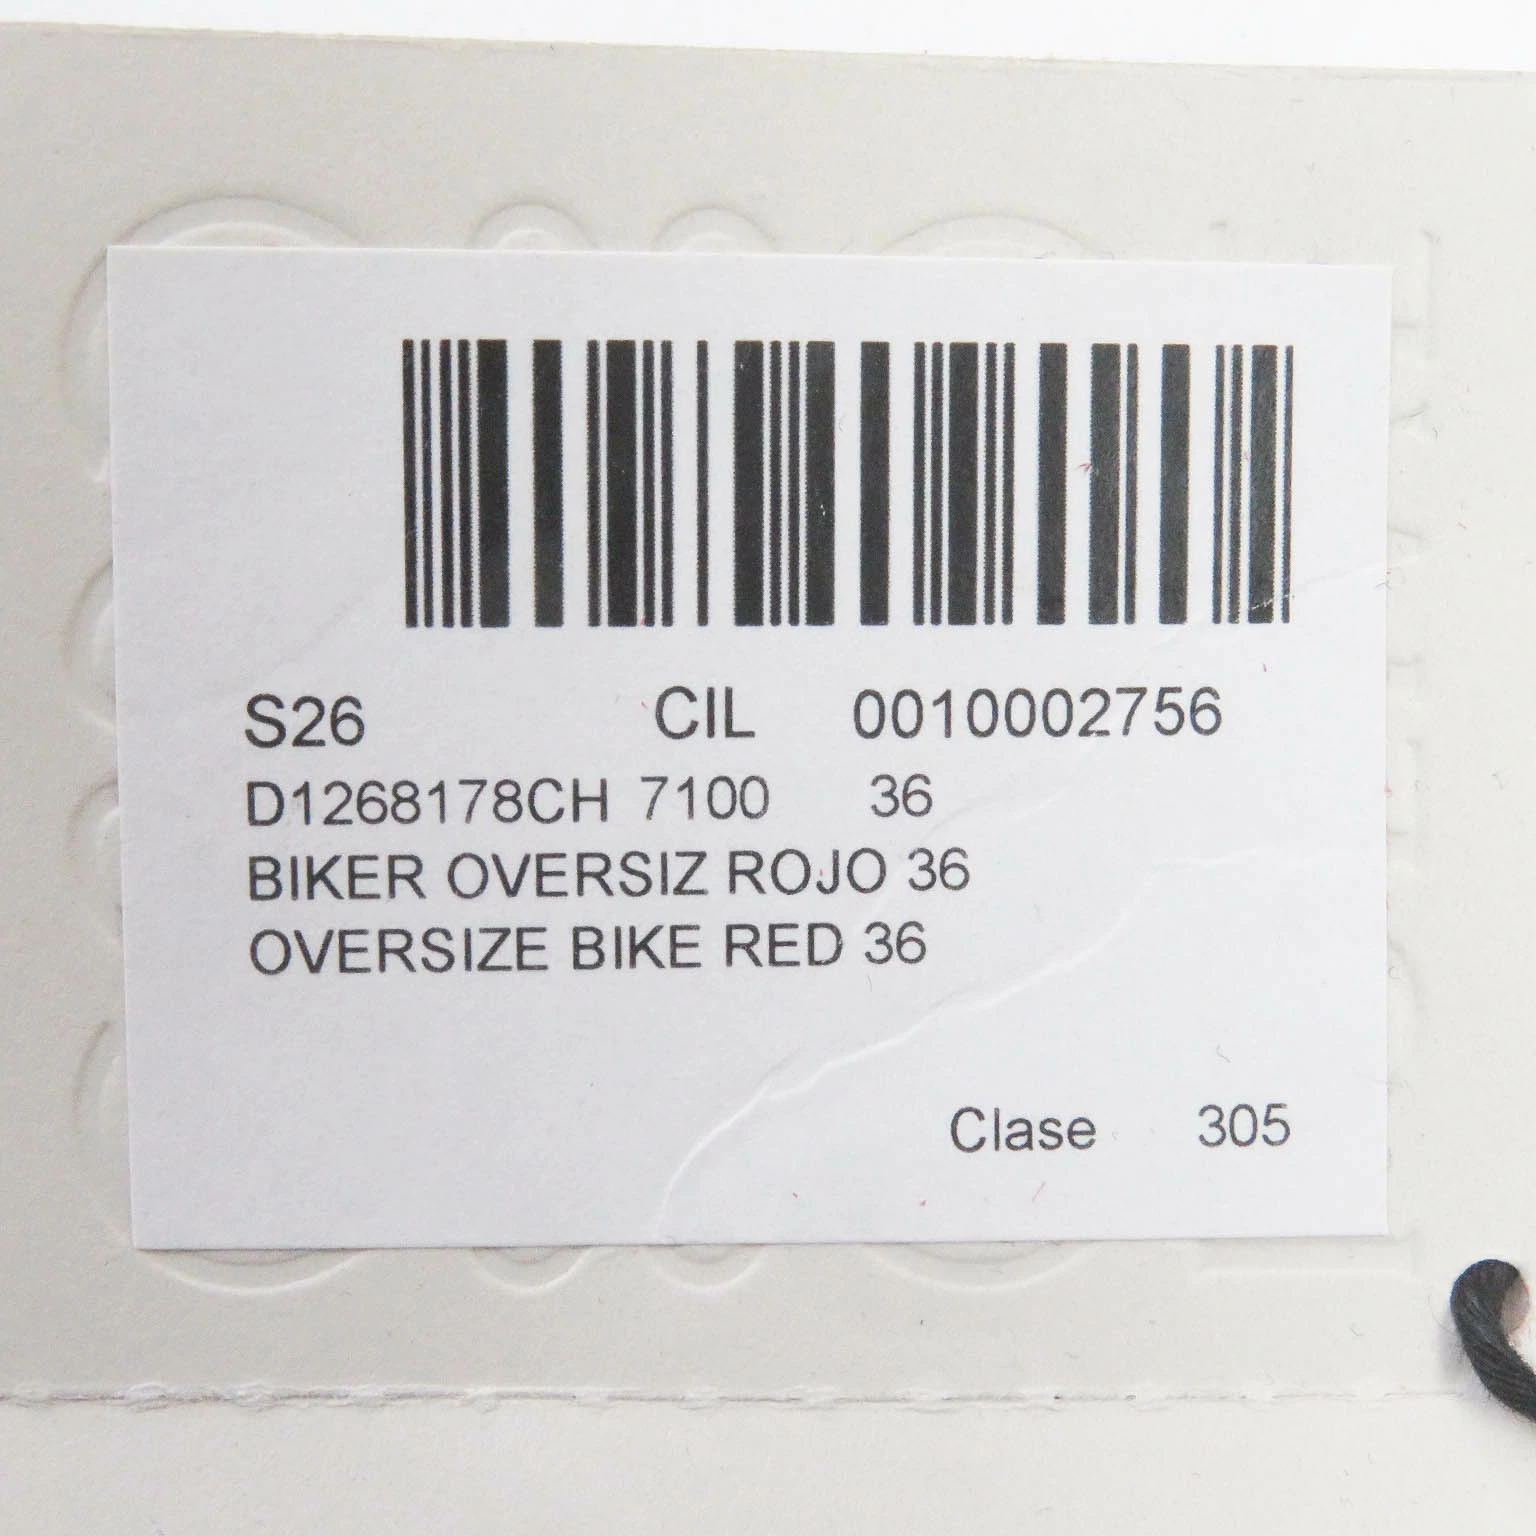 S26 CIL 0010002756
D1268178CH 7100 36
BIKER OVERSIZ ROJO 36
OVERSIZE BIKE RED 36
Clase 305